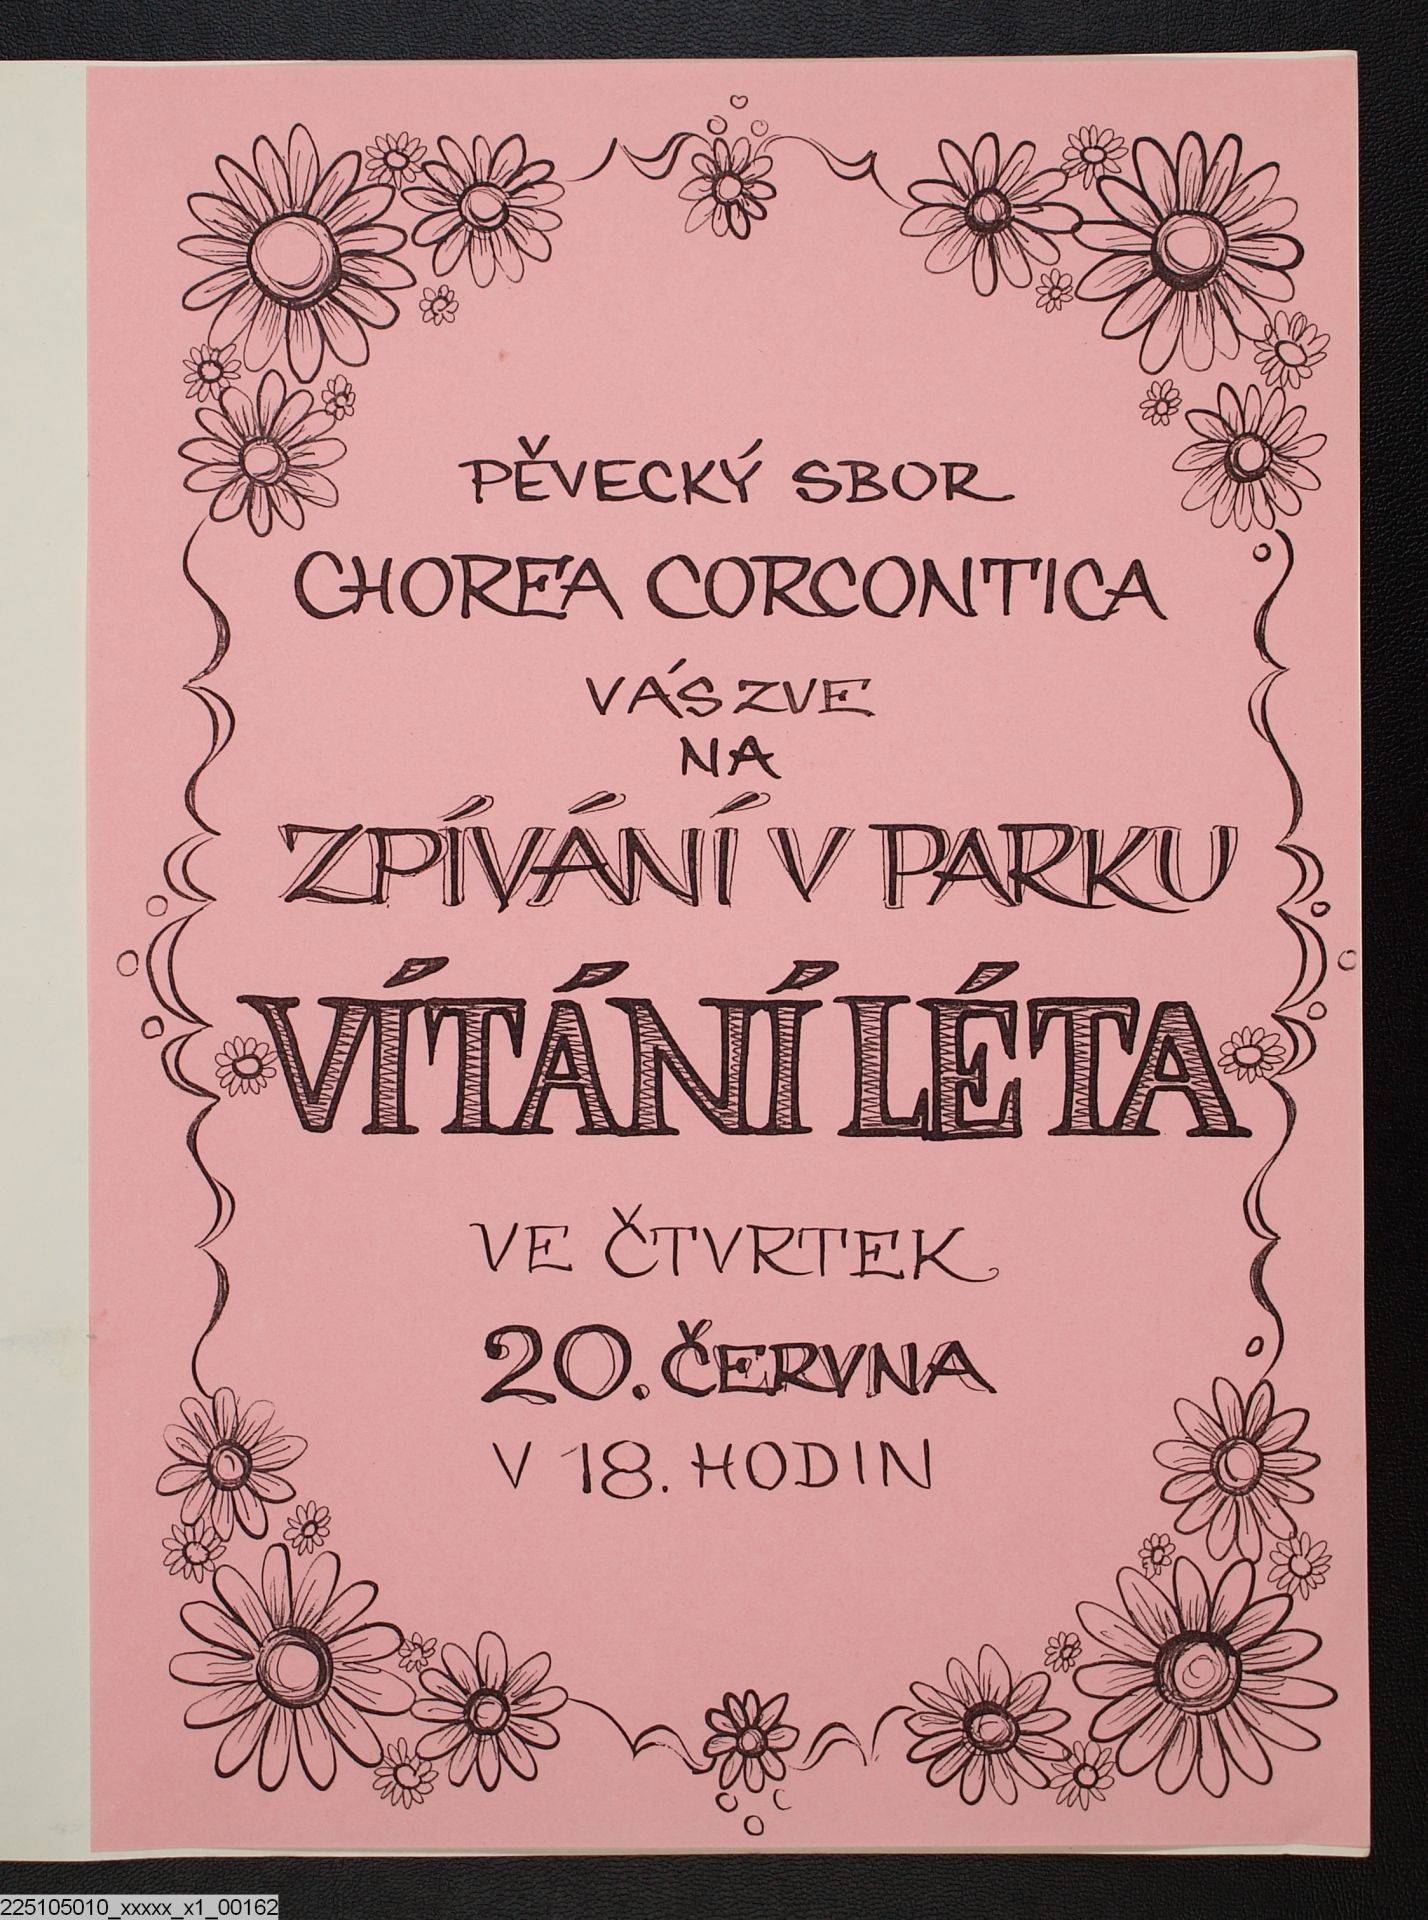 PĚVECKÝ SBOR
CHOREA CORCONTICA
VÁS ZVE
NA
ZPÍVÁNÍ V PARKU
VÍTÁNÍ LÉTA
VE ČTVRTEK
20. ČERVNA
V 18. HODIN
225105010_xxxxx_x1_00162